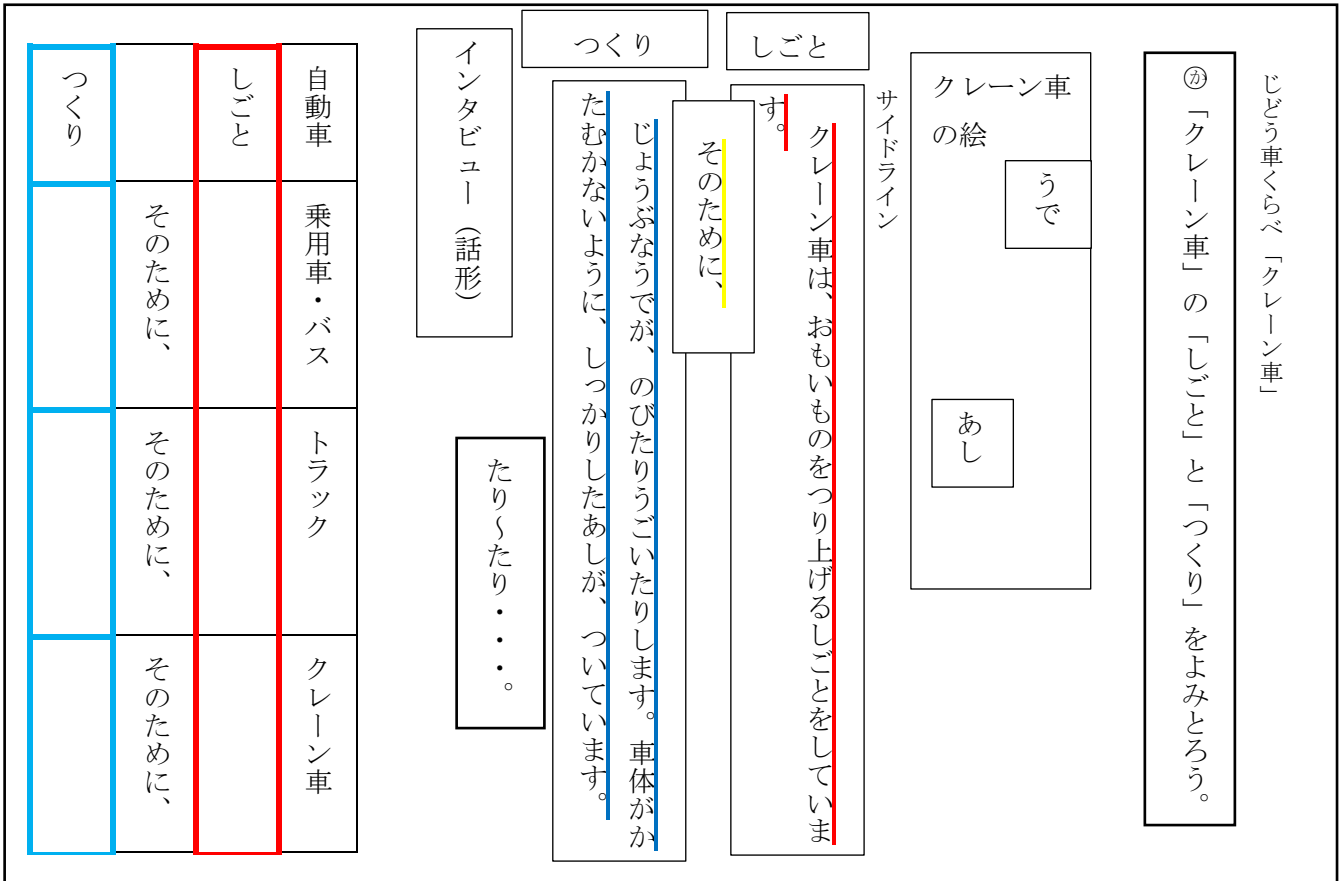 じどう車くらべ「クレーン車」
㋕「クレーン車」の「しごと」と「つくり」をよみとろう。
クレーン車
の絵
うで
あし
サイドライン
しごと
クレーン車は、おもいものをつり上げるしごとをしていま
す。
そのために、
つくり
じょうぶなうでが、のびたりうごいたりします。車体がか
たむかないように、しっかりしたあしが、ついています。
たり～たり・・・。
インタビュー（話形）
自動車
乗用車・バス
トラック
クレーン車
しごと
そのために、
そのために、
そのために、
つくり